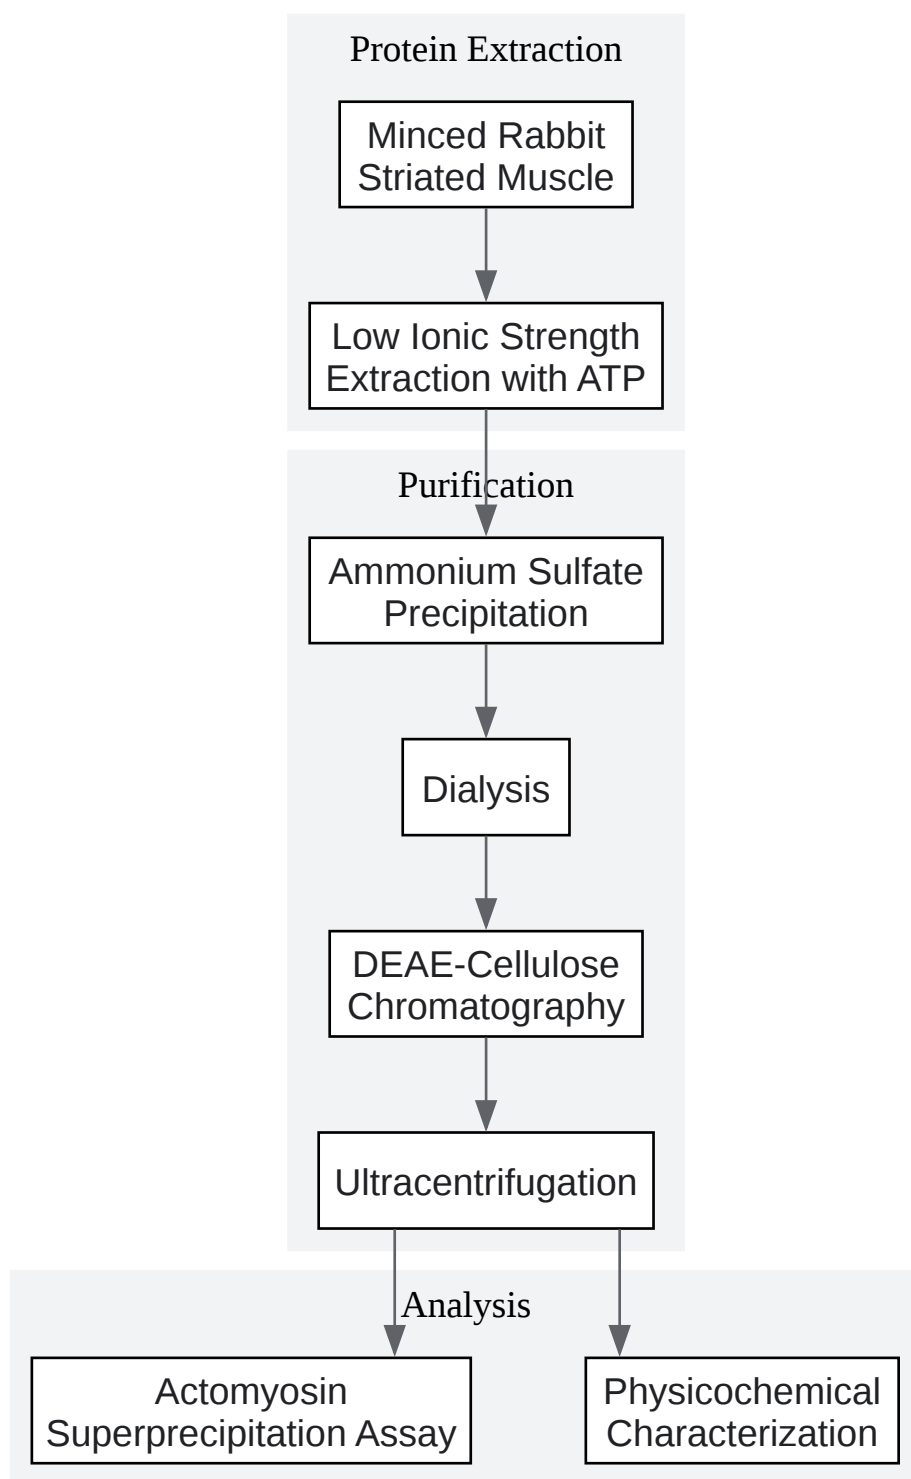 Protein Extraction
Minced Rabbit
Striated Muscle
Low Ionic Strength
Extraction with ATP
Purification
Ammonium Sulfate
Precipitation
Dialysis
DEAE-Cellulose
Chromatography
Ultracentrifugation
Analysis
Actomyosin
Superprecipitation Assay
Physicochemical
Characterization